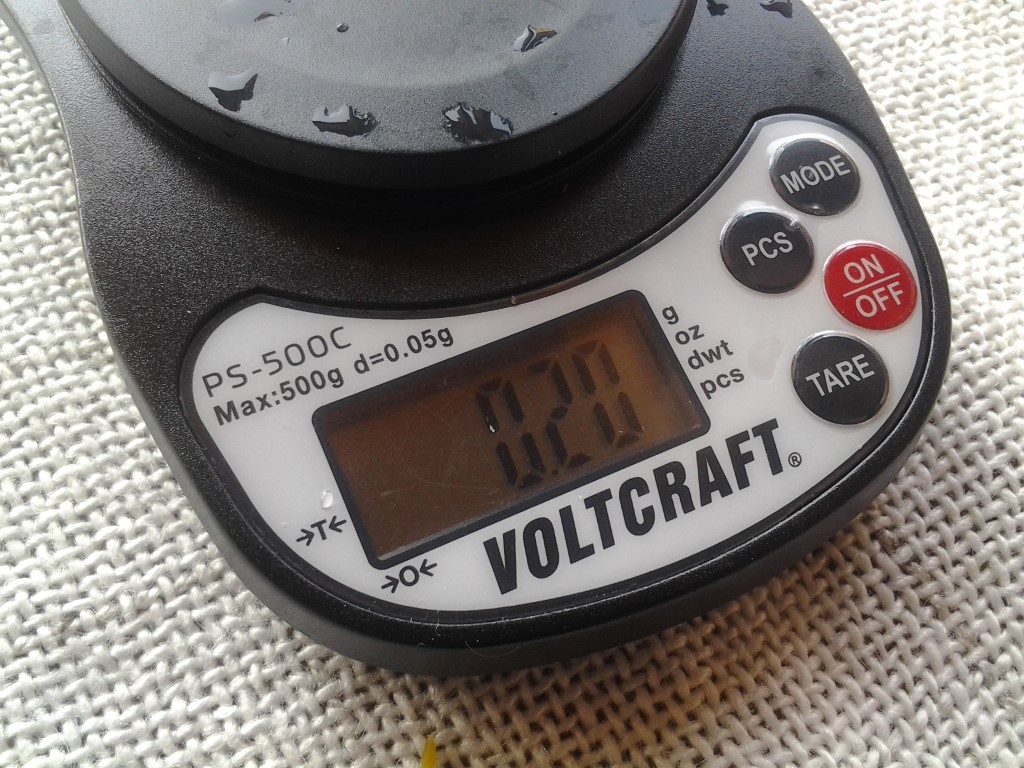 MODE
PCS
ON
OFF
TARE
PS-500C
Max:500g d=0.05g
g
oz
dwt
pcs
0.20
→T←
→O←
VOLTCRAFT®